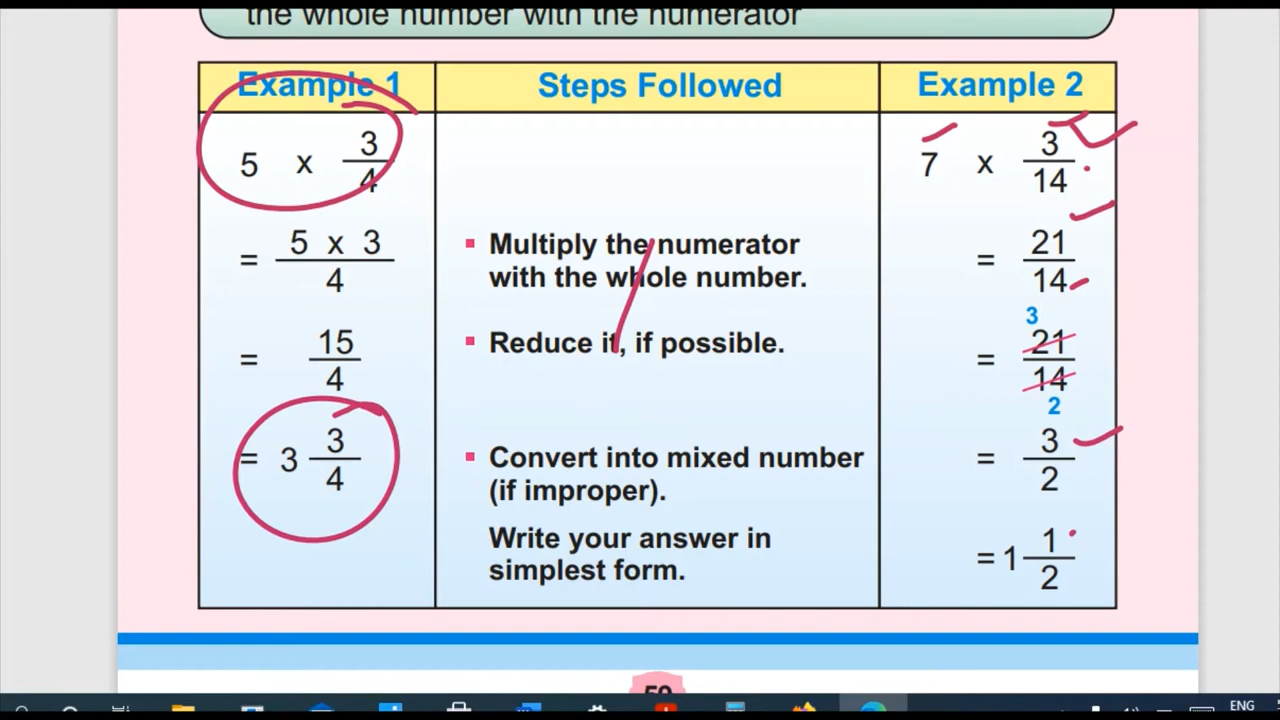 the whole number with the numerator
Example 1
Steps Followed
Example 2
5 x 3/4
7 x 3/14
= 5 x 3 / 4
Multiply the numerator
with the whole number.
= 21/14
= 15/4
Reduce it, if possible.
3
= 21/14
2
= 3 3/4
Convert into mixed number
(if improper).
= 3/2
Write your answer in
simplest form.
= 1 1/2
59
ENG